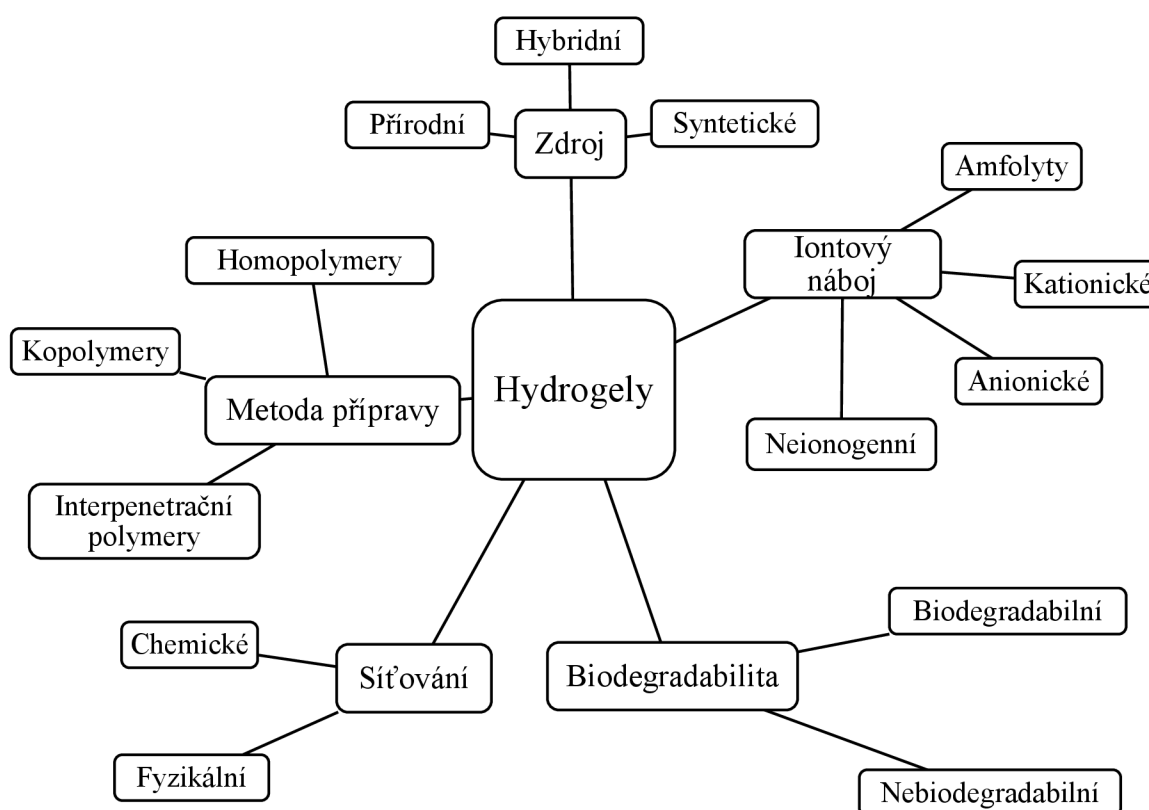 Hybridní
Přírodní
Zdroj
Syntetické
Amfolyty
Iontový
náboj
Kationické
Anionické
Neionogenní
Homopolymery
Kopolymery
Metoda přípravy
Interpenetrační
polymery
Hydrogely
Chemické
Síťování
Fyzikální
Biodegradabilita
Biodegradabilní
Nebiodegradabilní